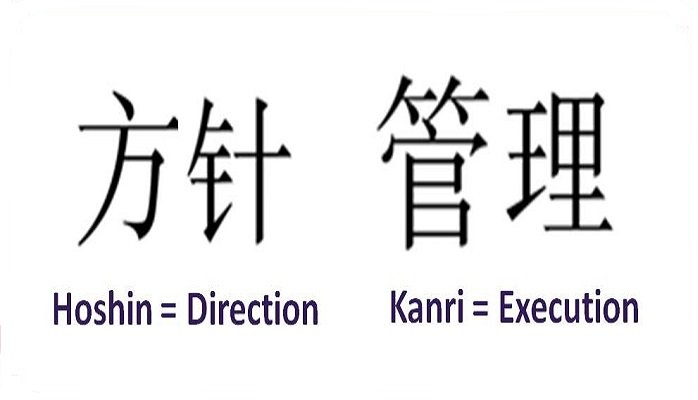 方针 管理
Hoshin = Direction Kanri = Execution